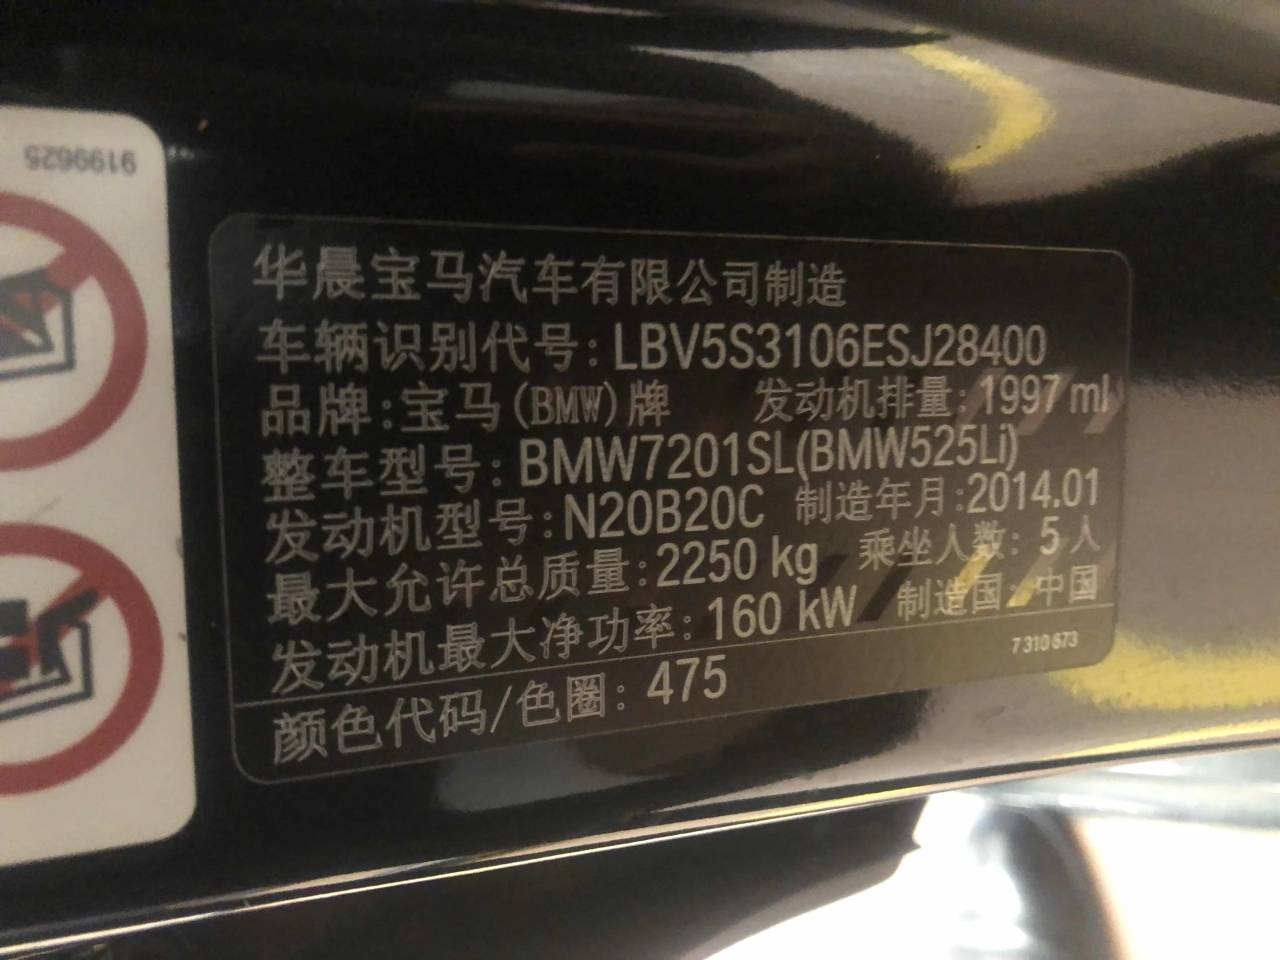 9199625
华晨宝马汽车有限公司制造
车辆识别代号: LBV5S3106ESJ28400
品牌:宝马(BMW)牌 发动机排量: 1997 ml
整车型号: BMW7201SL(BMW525Li)
发动机型号: N20B20C 制造年月:2014.01
最大允许总质量:2250 kg 乘坐人数: 5人
发动机最大净功率: 160 kW 制造国: 中国
7310673
颜色代码/色圈: 475